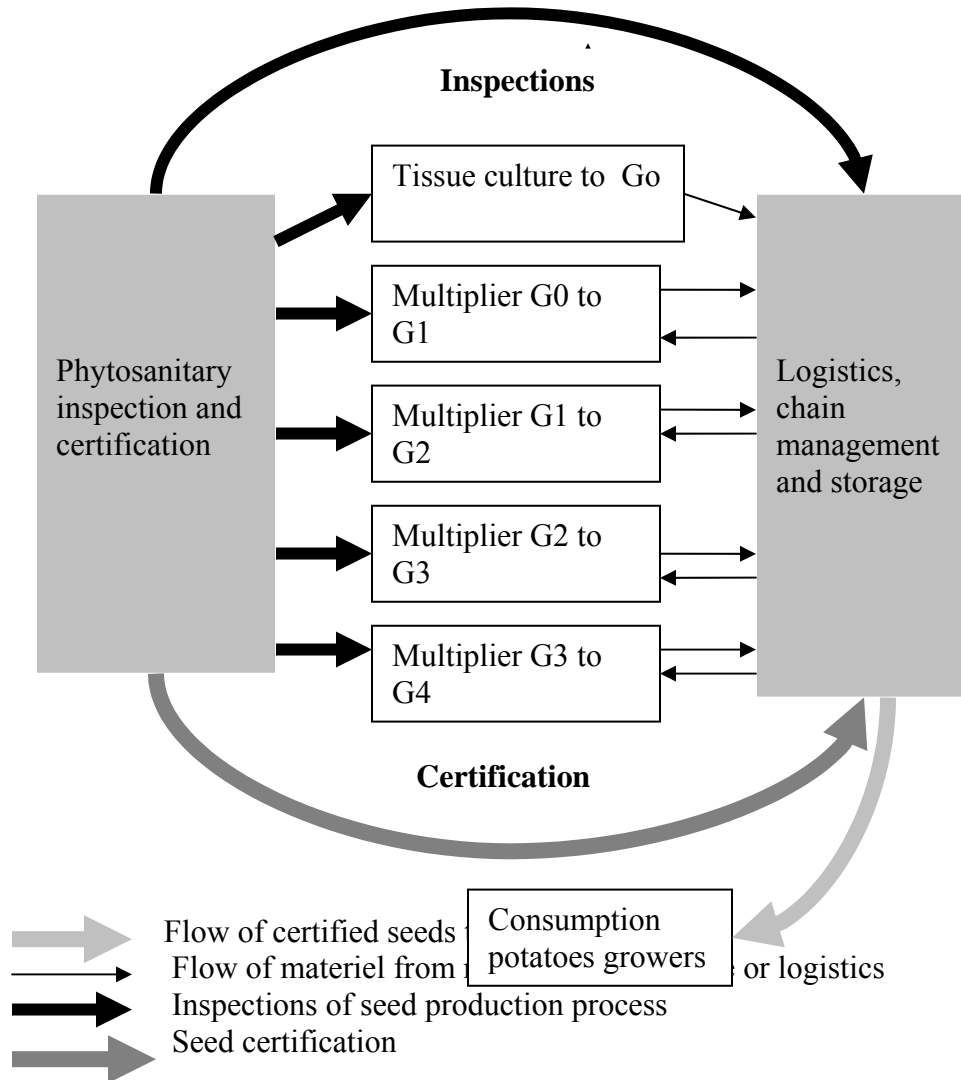 Inspections
Tissue culture to Go
Phytosanitary
inspection and
certification
Multiplier G0 to
G1
Multiplier G1 to
G2
Multiplier G2 to
G3
Multiplier G3 to
G4
Logistics,
chain
management
and storage
Certification
Consumption
potatoes growers
Flow of certified seeds
Flow of materiel from or logistics
Inspections of seed production process
Seed certification